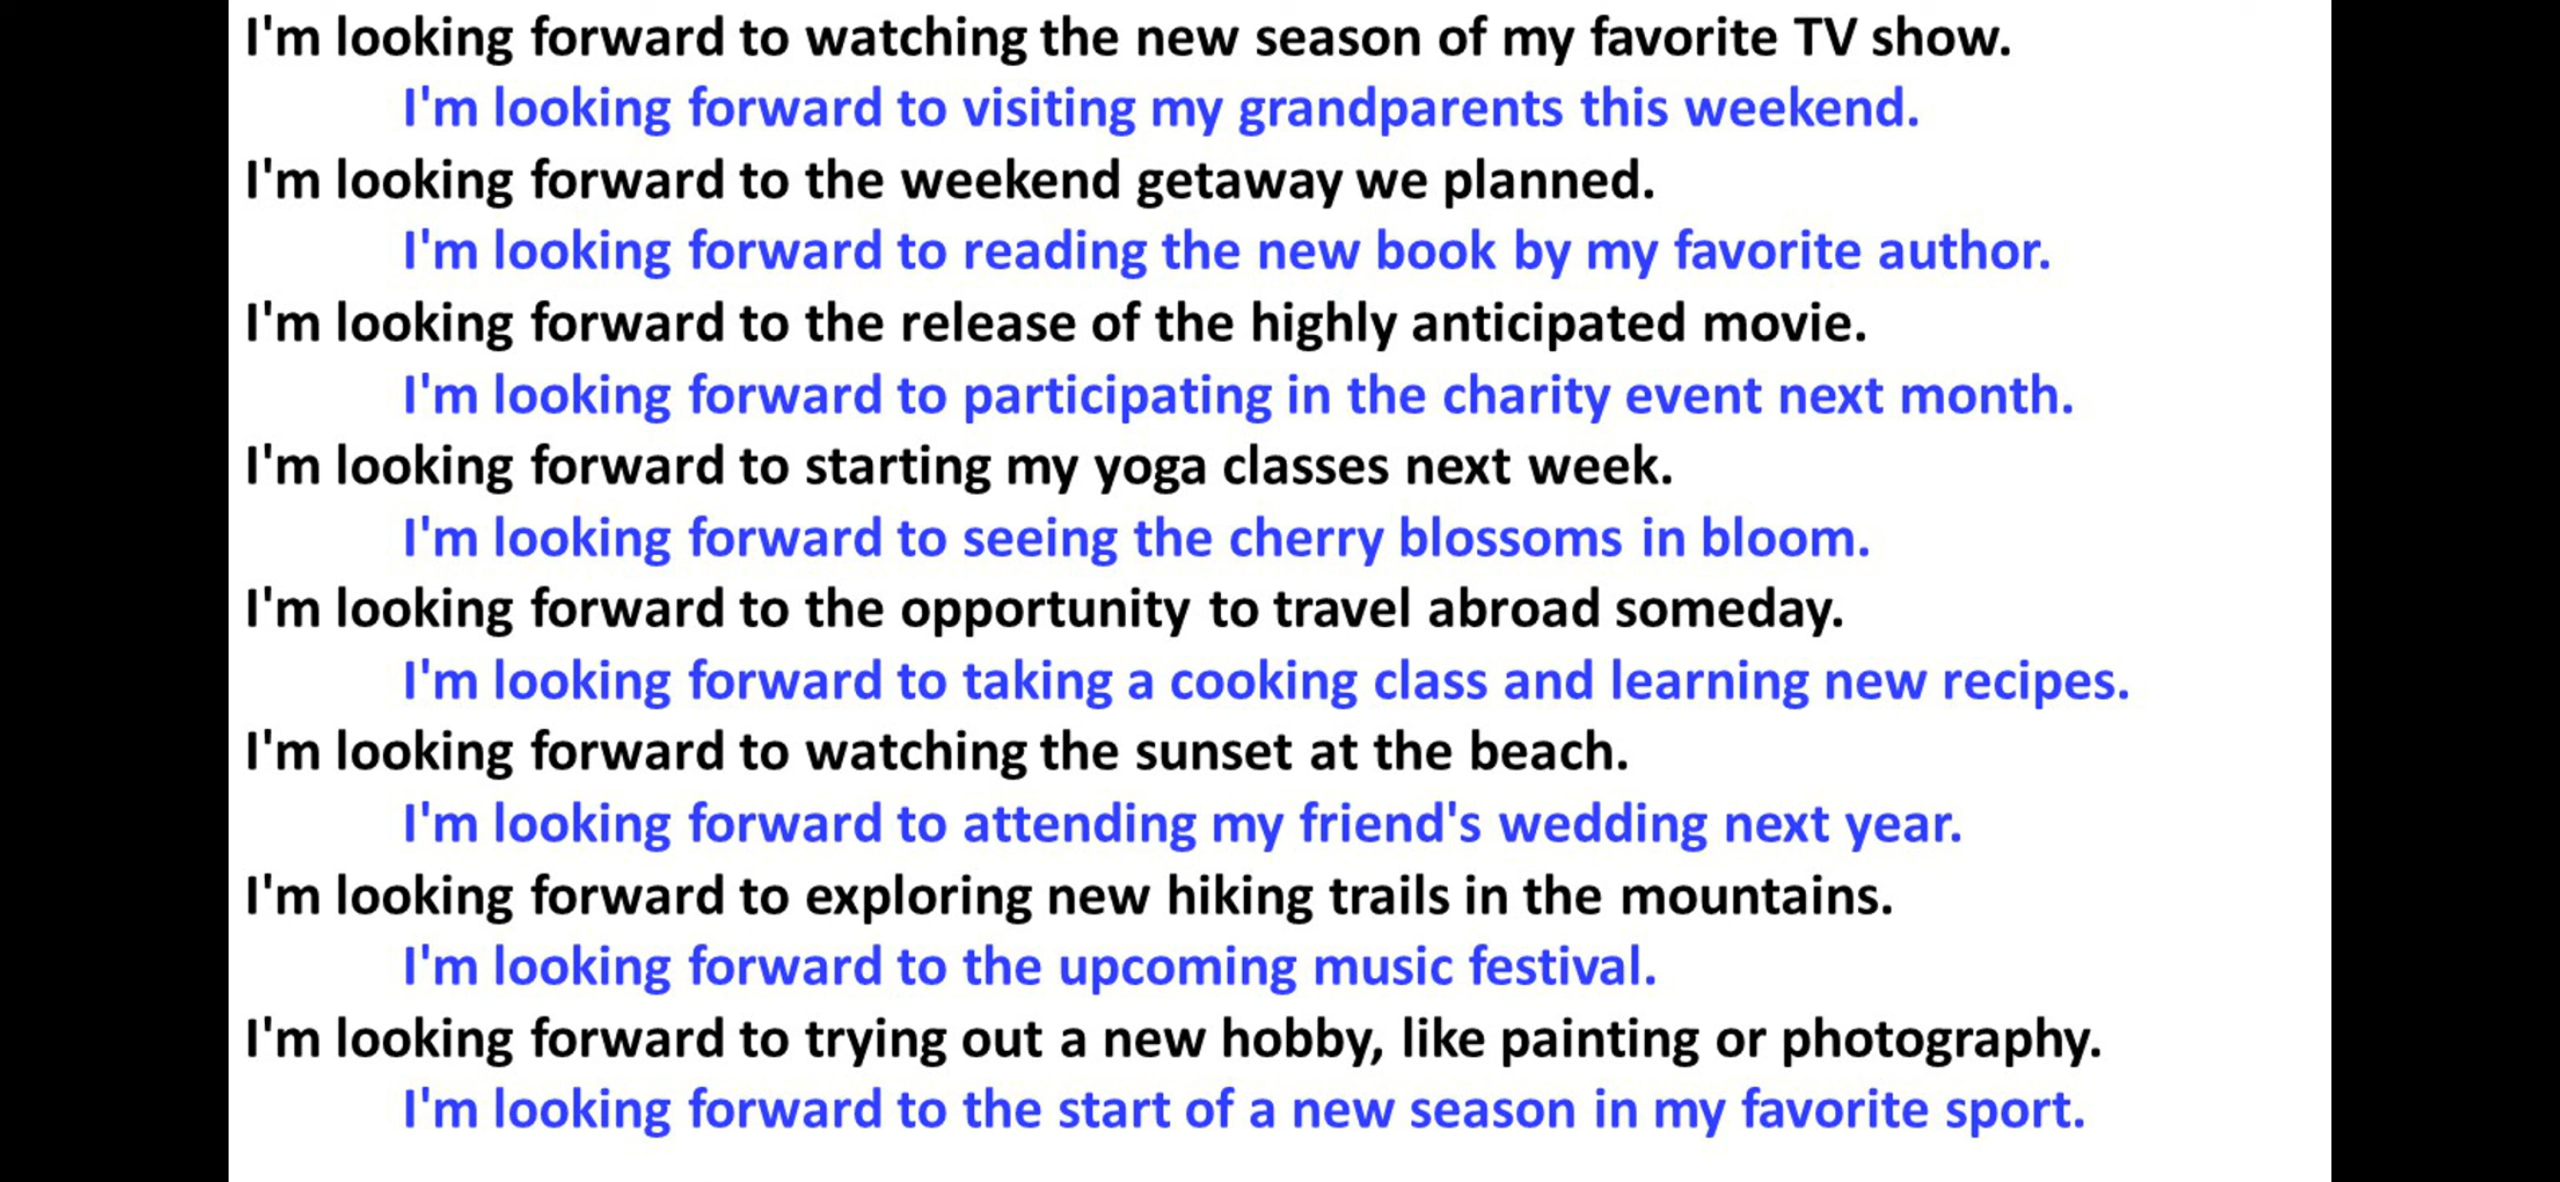 I'm looking forward to watching the new season of my favorite TV show.
I'm looking forward to visiting my grandparents this weekend.
I'm looking forward to the weekend getaway we planned.
I'm looking forward to reading the new book by my favorite author.
I'm looking forward to the release of the highly anticipated movie.
I'm looking forward to participating in the charity event next month.
I'm looking forward to starting my yoga classes next week.
I'm looking forward to seeing the cherry blossoms in bloom.
I'm looking forward to the opportunity to travel abroad someday.
I'm looking forward to taking a cooking class and learning new recipes.
I'm looking forward to watching the sunset at the beach.
I'm looking forward to attending my friend's wedding next year.
I'm looking forward to exploring new hiking trails in the mountains.
I'm looking forward to the upcoming music festival.
I'm looking forward to trying out a new hobby, like painting or photography.
I'm looking forward to the start of a new season in my favorite sport.